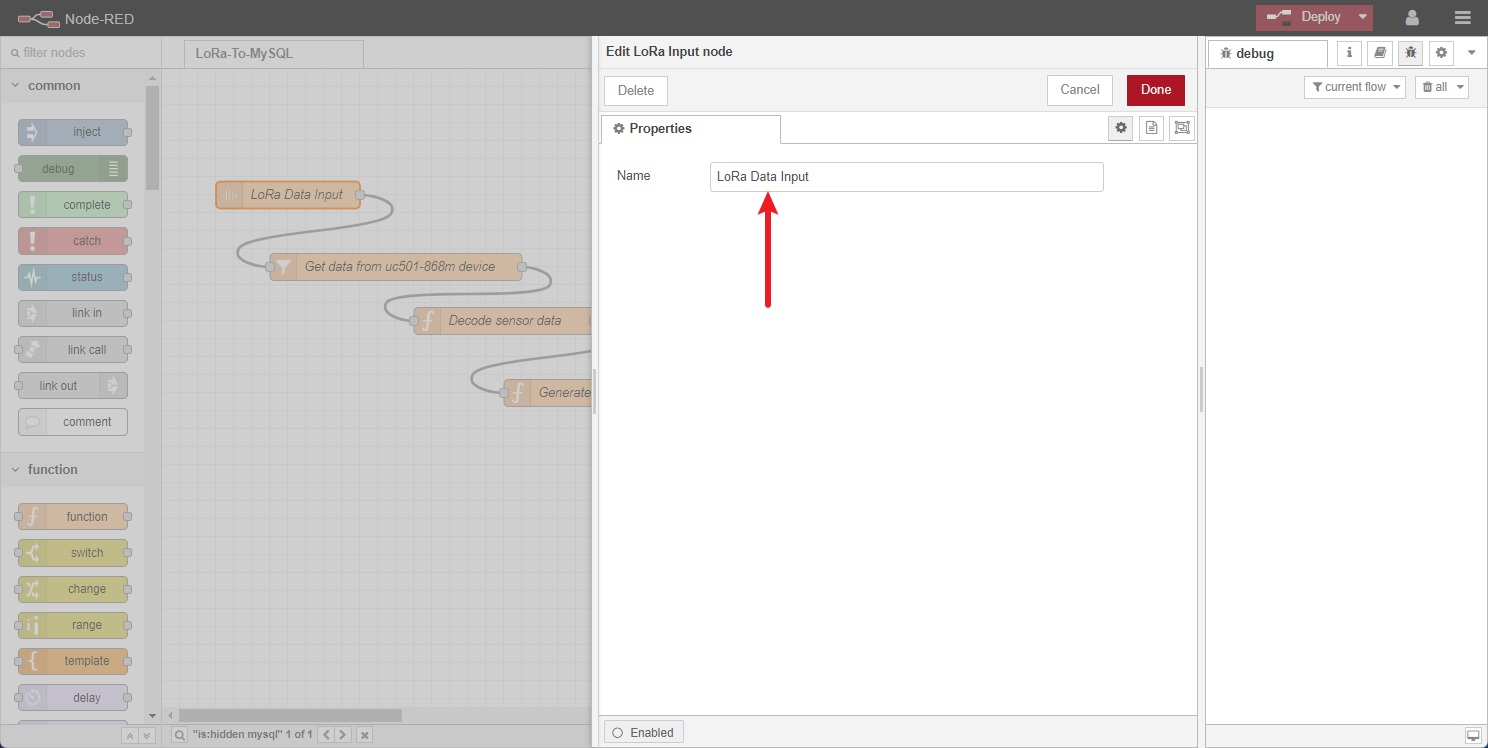 Node-RED
Deploy
filter nodes
LoRa-To-MySQL
common
inject
debug
complete
catch
status
link in
link call
link out
comment
function
function
switch
change
range
template
delay
LoRa Data Input
Get data from uc501-868m device
Decode sensor data
Generate
"is:hidden mysql" 1 of 1
Edit LoRa Input node
Delete
Cancel
Done
Properties
Name
LoRa Data Input
Enabled
debug
current flow
all